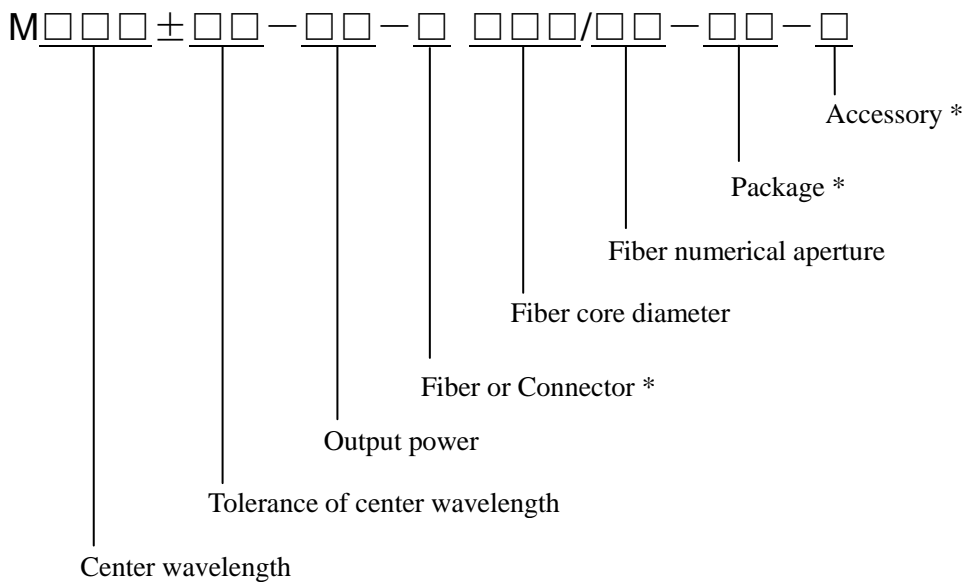 M□□□±□□－□□－□ □□□/□□－□□－□
Accessory *
Package *
Fiber numerical aperture
Fiber core diameter
Fiber or Connector *
Output power
Tolerance of center wavelength
Center wavelength